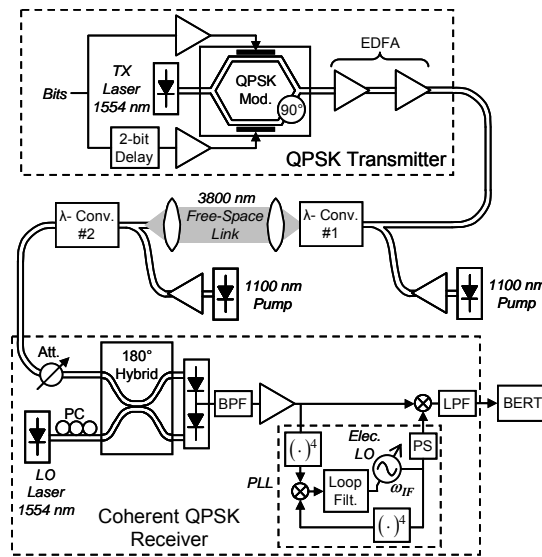 EDFA
TX
Laser
1554 nm
Bits
QPSK
Mod.
90°
2-bit
Delay
QPSK Transmitter
3800 nm
Free-Space
Link
λ- Conv.
#2
λ- Conv.
#1
1100 nm
Pump
1100 nm
Pump
Att.
180°
Hybrid
PC
BPF
LPF
BERT
LO
Laser
1554 nm
(·)⁴
Elec.
LO
PS
PLL
Loop
Filt.
ω_IF
(·)⁴
Coherent QPSK
Receiver